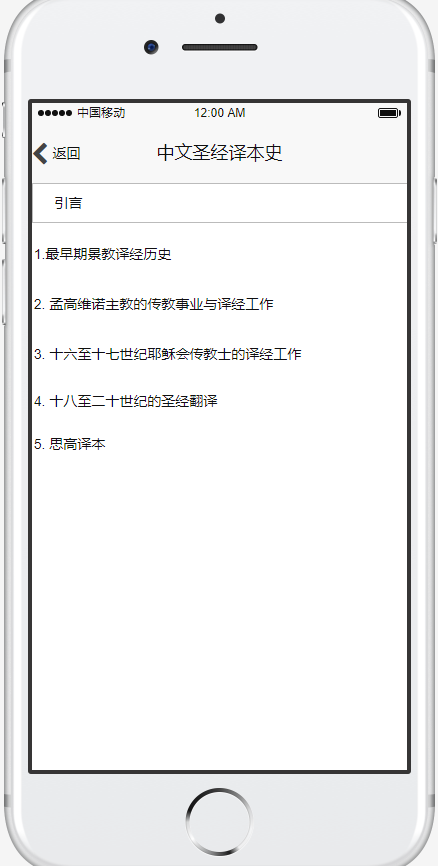 中国移动 12:00 AM
返回 中文圣经译本史
引言
1.最早期景教译经历史
2. 孟高维诺主教的传教事业与译经工作
3. 十六至十七世纪耶稣会传教士的译经工作
4. 十八至二十世纪的圣经翻译
5. 思高译本